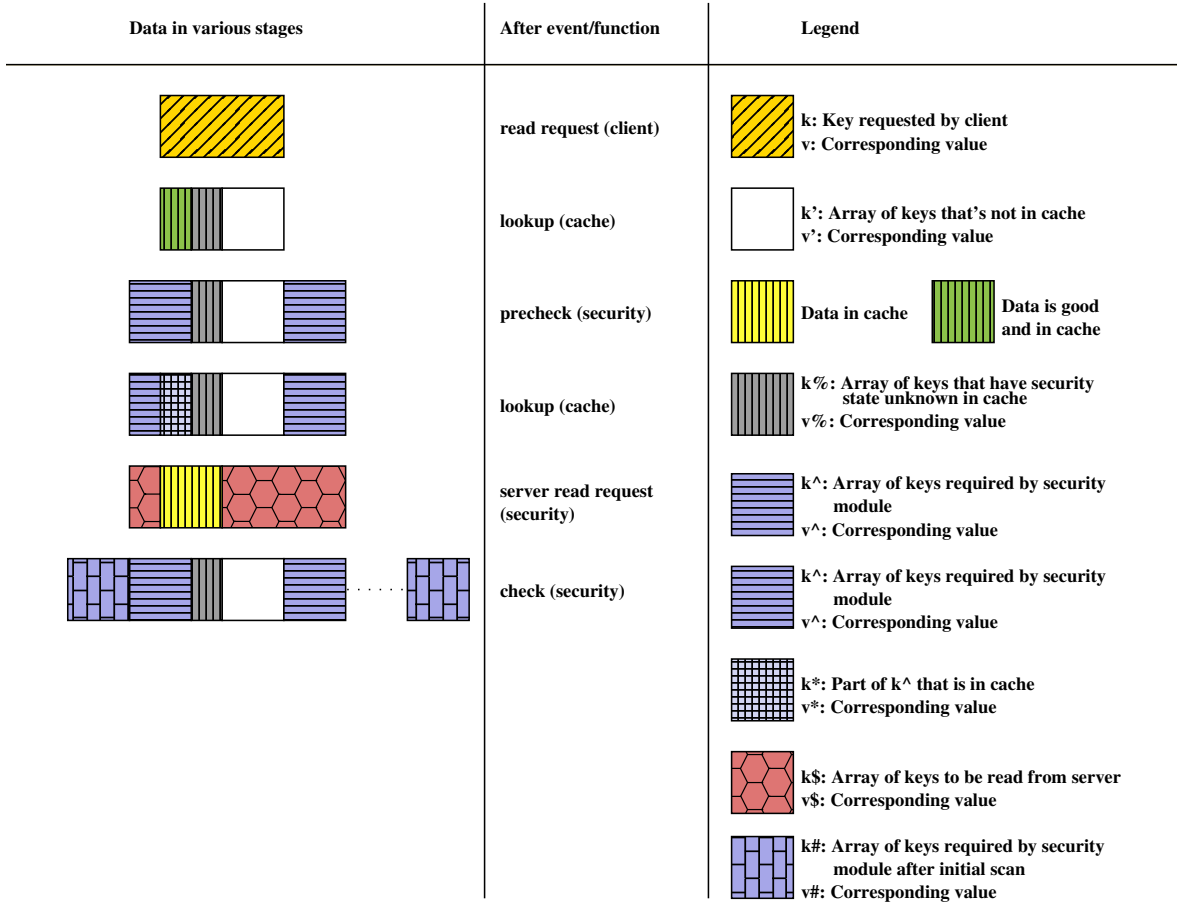 Data in various stages
After event/function
Legend
read request (client)
k: Key requested by client
v: Corresponding value
lookup (cache)
k’: Array of keys that’s not in cache
v’: Corresponding value
precheck (security)
Data in cache
Data is good
and in cache
lookup (cache)
k%: Array of keys that have security
state unknown in cache
v%: Corresponding value
server read request
(security)
k^: Array of keys required by security
module
v^: Corresponding value
check (security)
k^: Array of keys required by security
module
v^: Corresponding value
k*: Part of k^ that is in cache
v*: Corresponding value
k$: Array of keys to be read from server
v$: Corresponding value
k#: Array of keys required by security
module after initial scan
v#: Corresponding value